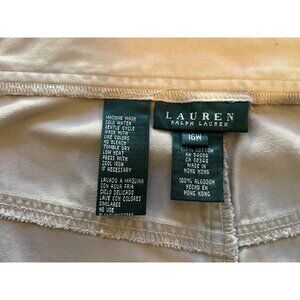 MACHINE WASH
COLD WATER
GENTLE CYCLE
WASH WITH
LIKE COLORS
NO BLEACH
TUMBLE DRY
LOW HEAT
PRESS WITH
COOL IRON
IF NECESSARY
LAVADO A MAQUINA
CON AGUA FRIA
CICLO DELICADO
LAVE CON COLORES
SIMILARES
NO USE
LAUREN
RALPH LAUREN
16W
100% COTTON
RN 54050
MADE IN
HONG KONG
100% ALGODON
HECHO EN
HONG KONG